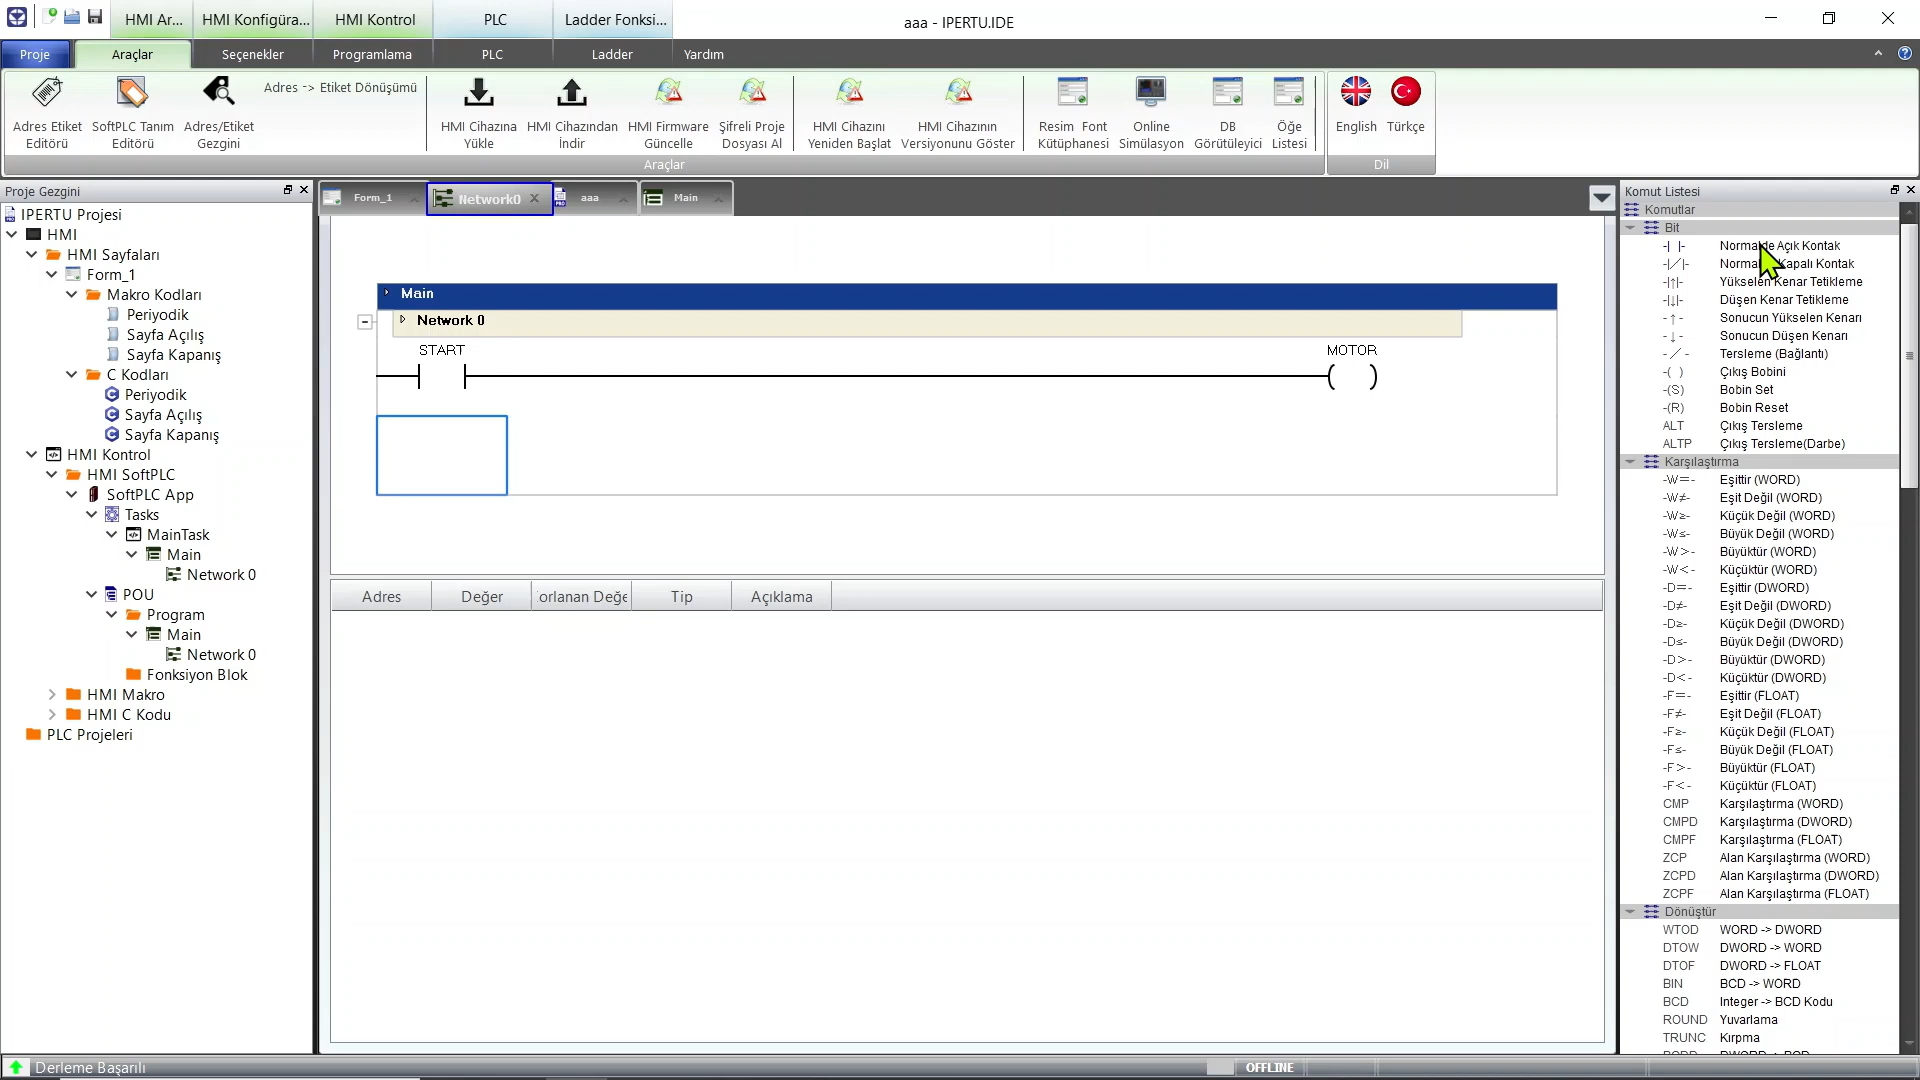 HMI Ar...
HMI Konfigüra...
HMI Kontrol
PLC
Ladder Fonksi...
aaa - IPERTU.IDE
Proje
Araçlar
Seçenekler
Programlama
PLC
Ladder
Yardım
Adres Etiket Editörü
SoftPLC Tanım Editörü
Adres/Etiket Gezgini
Adres -> Etiket Dönüşümü
HMI Cihazına Yükle
HMI Cihazından İndir
HMI Firmware Güncelle
Şifreli Proje Dosyası Al
HMI Cihazını Yeniden Başlat
HMI Cihazının Versiyonunu Göster
Resim Font Kütüphanesi
Online Simülasyon
DB Görütüleyici
Öğe Listesi
English
Türkçe
Araçlar
Dil
Proje Gezgini
IPERTU Projesi
HMI
HMI Sayfaları
Form_1
Makro Kodları
Periyodik
Sayfa Açılış
Sayfa Kapanış
C Kodları
Periyodik
Sayfa Açılış
Sayfa Kapanış
HMI Kontrol
HMI SoftPLC
SoftPLC App
Tasks
MainTask
Main
Network 0
POU
Program
Main
Network 0
Fonksiyon Blok
HMI Makro
HMI C Kodu
PLC Projeleri
Form_1
Network0
aaa
Main
Main
Network 0
START
MOTOR
Adres
Değer
orlanan Değe
Tip
Açıklama
Komut Listesi
Komutlar
Bit
-| |- Normalde Açık Kontak
-|/|- Kapalı Kontak
-|↑|- Yükselen Kenar Tetikleme
-|↓|- Düşen Kenar Tetikleme
-↑- Sonucun Yükselen Kenarı
-↓- Sonucun Düşen Kenarı
-/- Tersleme (Bağlantı)
-( ) Çıkış Bobini
-(S) Bobin Set
-(R) Bobin Reset
ALT Çıkış Tersleme
ALTP Çıkış Tersleme(Darbe)
Karşılaştırma
-W=- Eşittir (WORD)
-W≠- Eşit Değil (WORD)
-W≥- Küçük Değil (WORD)
-W≤- Büyük Değil (WORD)
-W>- Büyüktür (WORD)
-W<- Küçüktür (WORD)
-D=- Eşittir (DWORD)
-D≠- Eşit Değil (DWORD)
-D≥- Küçük Değil (DWORD)
-D≤- Büyük Değil (DWORD)
-D>- Büyüktür (DWORD)
-D<- Küçüktür (DWORD)
-F=- Eşittir (FLOAT)
-F≠- Eşit Değil (FLOAT)
-F≥- Küçük Değil (FLOAT)
-F≤- Büyük Değil (FLOAT)
-F>- Büyüktür (FLOAT)
-F<- Küçüktür (FLOAT)
CMP Karşılaştırma (WORD)
CMPD Karşılaştırma (DWORD)
CMPF Karşılaştırma (FLOAT)
ZCP Alan Karşılaştırma (WORD)
ZCPD Alan Karşılaştırma (DWORD)
ZCPF Alan Karşılaştırma (FLOAT)
Dönüştür
WTOD WORD -> DWORD
DTOW DWORD -> WORD
DTOF DWORD -> FLOAT
BIN BCD -> WORD
BCD Integer -> BCD Kodu
ROUND Yuvarlama
TRUNC Kırpma
Derleme Başarılı
OFFLINE